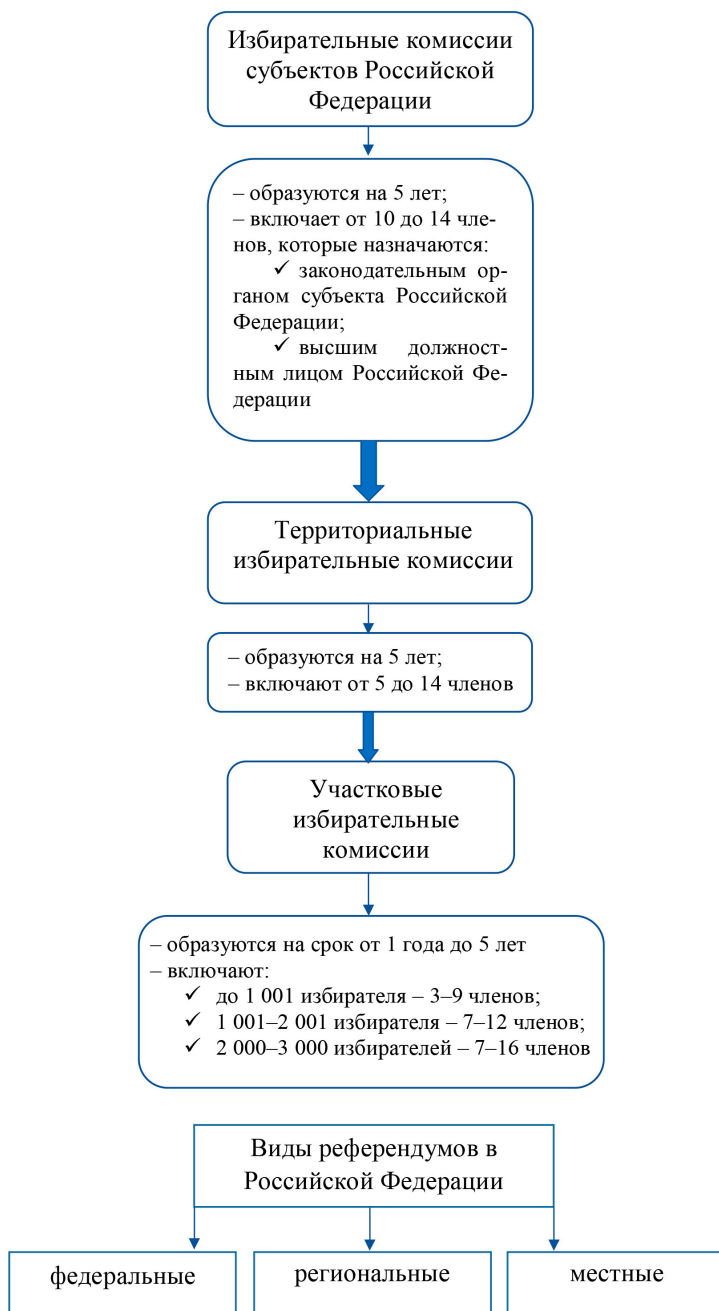 Избирательные комиссии
субъектов Российской
Федерации
– образуются на 5 лет;
– включает от 10 до 14 чле-
нов, которые назначаются:
✓ законодательным ор-
ганом субъекта Российской
Федерации;
✓ высшим должност-
ным лицом Российской Фе-
дерации
Территориальные
избирательные комиссии
– образуются на 5 лет;
– включают от 5 до 14 членов
Участковые
избирательные
комиссии
– образуются на срок от 1 года до 5 лет
– включают:
✓ до 1 001 избирателя – 3–9 членов;
✓ 1 001–2 001 избирателя – 7–12 членов;
✓ 2 000–3 000 избирателей – 7–16 членов
Виды референдумов в
Российской Федерации
федеральные
региональные
местные